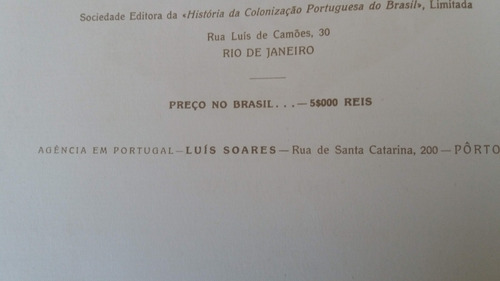 Sociedade Editora da «História da Colonização Portuguesa do Brasil», Limitada
Rua Luís de Camões, 30
RIO DE JANEIRO
PREÇO NO BRASIL...—5$000 REIS
AGÊNCIA EM PORTUGAL—LUÍS SOARES—Rua de Santa Catarina, 200—PÔRTO